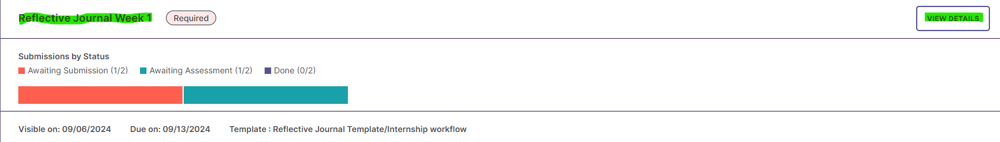 Reflective Journal Week 1 Required VIEW DETAILS
Submissions by Status
Awaiting Submission (1/2) Awaiting Assessment (1/2) Done (0/2)
Visible on: 09/06/2024 Due on: 09/13/2024 Template : Reflective Journal Template/Internship workflow